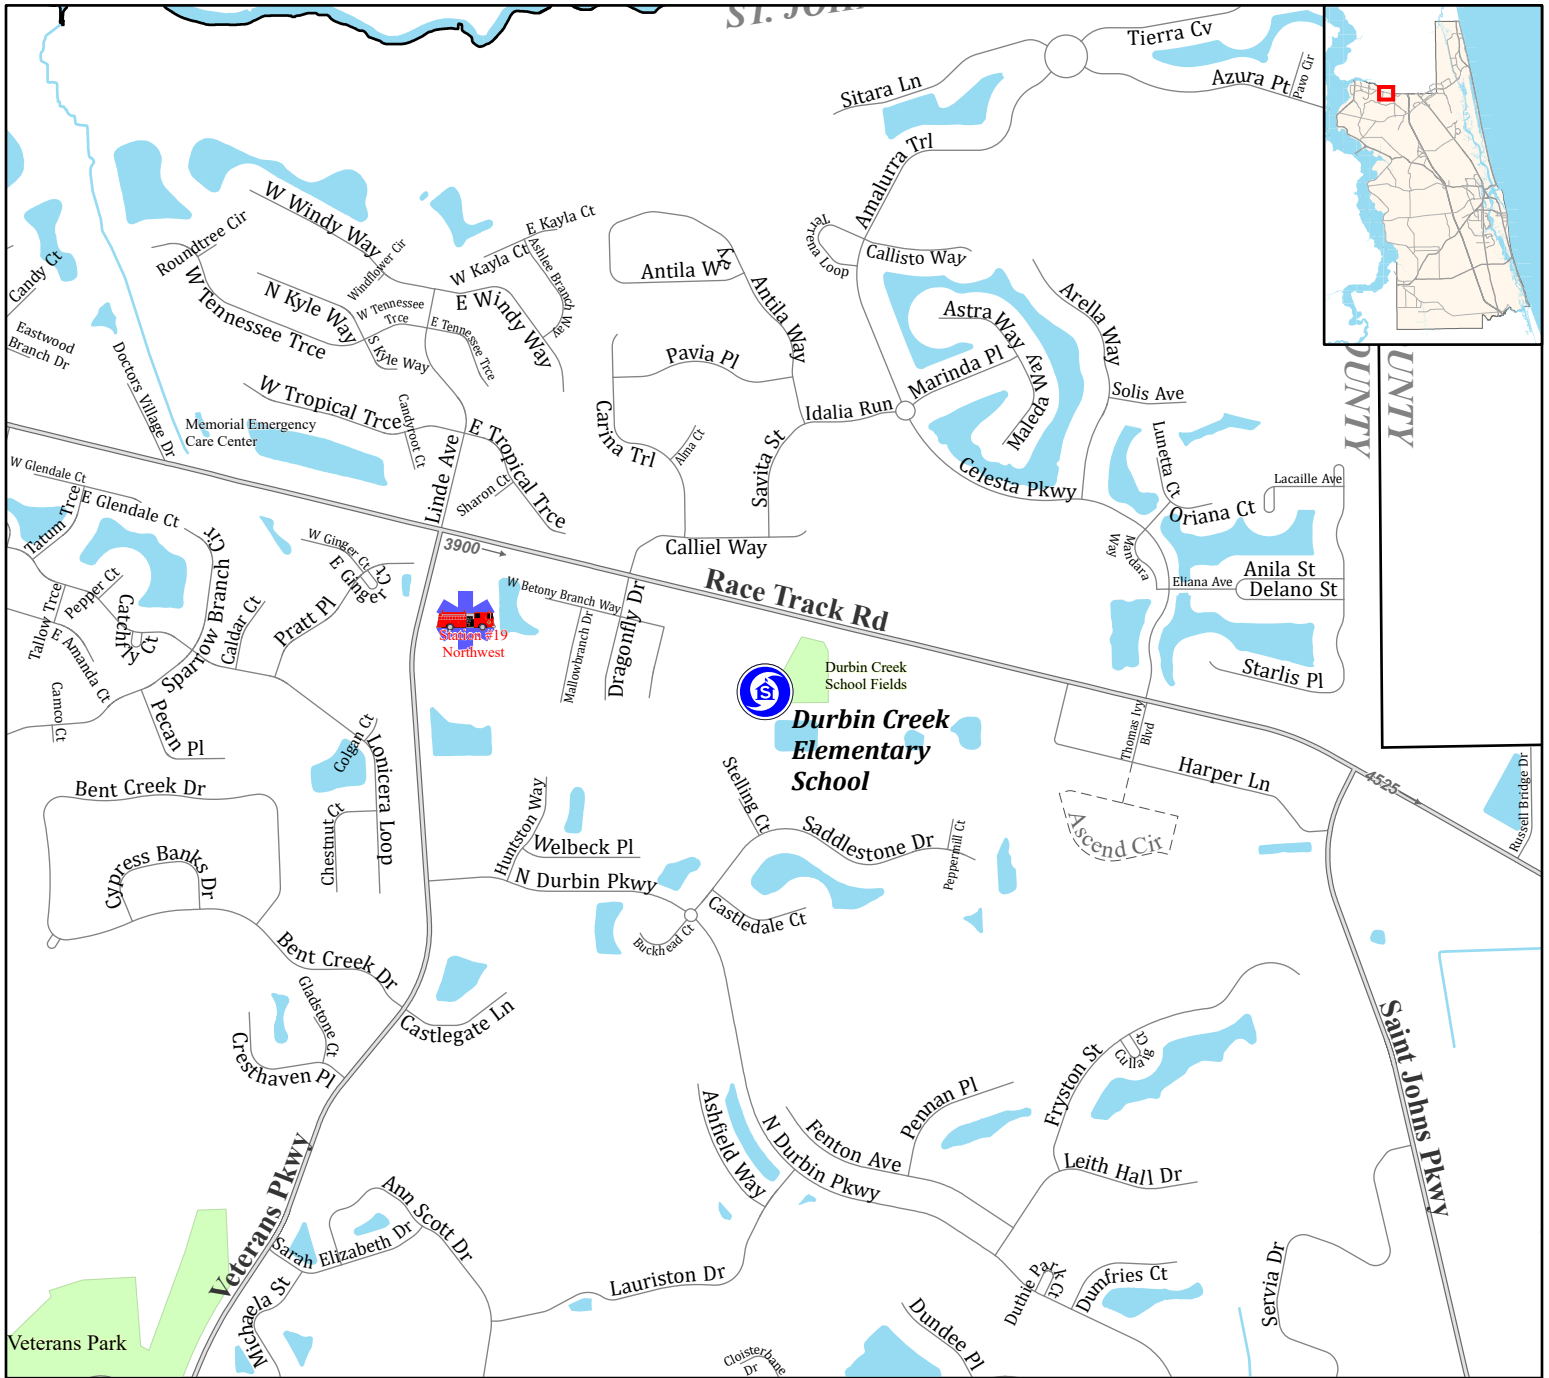 ST. JOHN
Tierra Cv
Sitara Ln
Azura Pt
Pavo Cir
Amalurra Trl
W Windy Way
Roundtree Cir
E Kayla Ct
Terrena Loop
Windflower Cir
W Kayla Ct
Ashlee Branch Way
Antila Way
Callisto Way
Candy Ct
W Tennessee Trce
N Kyle Way
W Tennessee
Trce
E Windy Way
E Tennessee Trce
Antila Way
Astra Way
Arella Way
Eastwood
Branch Dr
S Kyle Way
Pavia Pl
Marinda Pl
Maleda Way
Doctors Village Dr
W Tropical Trce
Candyroot Ct
Idalia Run
Solis Ave
OUNTY
UNTY
Memorial Emergency
Care Center
Linde Ave
E Tropical Trce
Carina Trl
Alma Ct
Savita St
Lunetta Ct
W Glendale Ct
E Glendale Ct
Tatum Trce
Sharon Ct
Celesta Pkwy
Lacaille Ave
Oriana Ct
W Ginger Ct
3900
Calliel Way
Mandara
Way
E Ginger Ct
Race Track Rd
Anila St
Eliana Ave
Delano St
Pepper Ct
Tallow Trce
Catchfly Ct
Sparrow Branch Cir
Caldar Ct
Pratt Pl
W Betony Branch Way
Mallowbranch Dr
Dragonfly Dr
Station #19
Northwest
E Amanda Ct
Durbin Creek
School Fields
Starlis Pl
Camco Ct
Pecan Pl
Durbin Creek
Elementary
School
Thomas Ivy
Blvd
Colgan Ct
Lonicera Loop
Harper Ln
4525
Russell Bridge Dr
Bent Creek Dr
Stelling Ct
Chestnut Ct
Huntston Way
Welbeck Pl
Saddlestone Dr
Peppermill Ct
Ascend Cir
Cypress Banks Dr
N Durbin Pkwy
Castledale Ct
Buckhead Ct
Bent Creek Dr
Gladstone Ct
Castlegate Ln
Cresthaven Pl
Saint Johns Pkwy
Cullaig Ct
Fryston St
Pennan Pl
Ashfield Way
Fenton Ave
N Durbin Pkwy
Leith Hall Dr
Veterans Pkwy
Ann Scott Dr
Sarah Elizabeth Dr
Michaela St
Lauriston Dr
Duthie Park Ct
Dumfries Ct
Servia Dr
Dundee Pl
Veterans Park
Cloisterbane
Dr